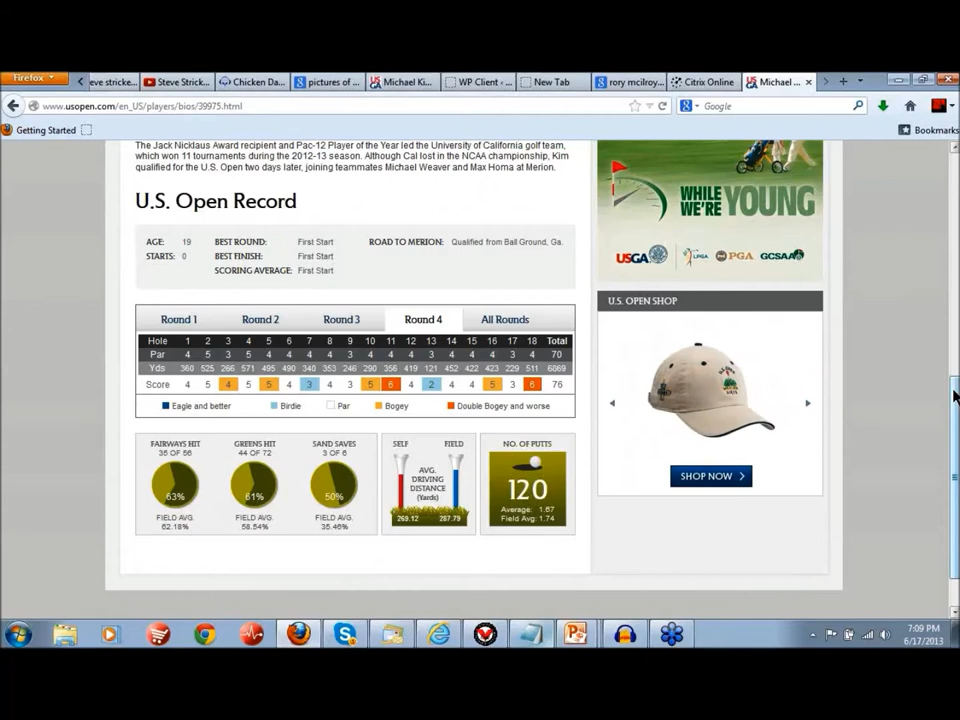 Firefox
eve stricke...
Steve Strick...
Chicken Da...
pictures of ...
Michael Ki...
WP Client - ...
New Tab
rory mcilroy...
Citrix Online
Michael ...
www.usopen.com/en_US/players/bios/39975.html
Google
Getting Started
Bookmarks
The Jack Nicklaus Award recipient and Pac-12 Player of the Year led the University of California golf team,
which won 11 tournaments during the 2012-13 season. Although Cal lost in the NCAA championship, Kim
qualified for the U.S. Open two days later, joining teammates Michael Weaver and Max Homa at Merion.
U.S. Open Record
AGE: 19 BEST ROUND: First Start ROAD TO MERION: Qualified from Ball Ground, Ga.
STARTS: 0 BEST FINISH: First Start
SCORING AVERAGE: First Start
Round 1 Round 2 Round 3 Round 4 All Rounds
Hole 1 2 3 4 5 6 7 8 9 10 11 12 13 14 15 16 17 18 Total
Par 4 5 3 5 4 4 4 4 3 4 4 4 3 4 4 4 3 4 70
Yds 360 525 266 571 495 490 340 353 249 290 356 469 121 452 422 423 229 511 6069
Score 4 5 4 5 5 4 3 4 3 5 6 4 2 4 4 5 3 6 76
Eagle and better Birdie Par Bogey Double Bogey and worse
FAIRWAYS HIT
35 OF 56
63%
FIELD AVG.
62.18%
GREENS HIT
44 OF 72
61%
FIELD AVG.
58.54%
SAND SAVES
3 OF 6
50%
FIELD AVG.
35.46%
SELF FIELD
AVG.
DRIVING
DISTANCE
(Yards)
269.12 287.79
NO. OF PUTTS
120
Average: 1.67
Field Avg: 1.74
WHILE
WE'RE YOUNG
USGA LPGA PGA GCSAA
U.S. OPEN SHOP
SHOP NOW
7:09 PM
6/17/2013